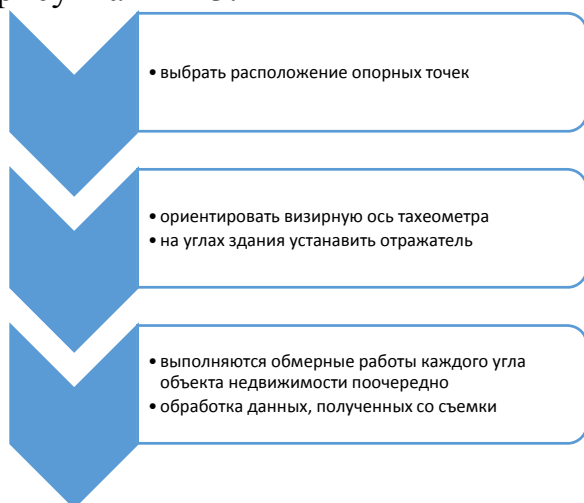 • выбрать расположение опорных точек
• ориентировать визирную ось тахеометра
• на углах здания устанавить отражатель
• выполняются обмерные работы каждого угла
объекта недвижимости поочередно
• обработка данных, полученных со съемки